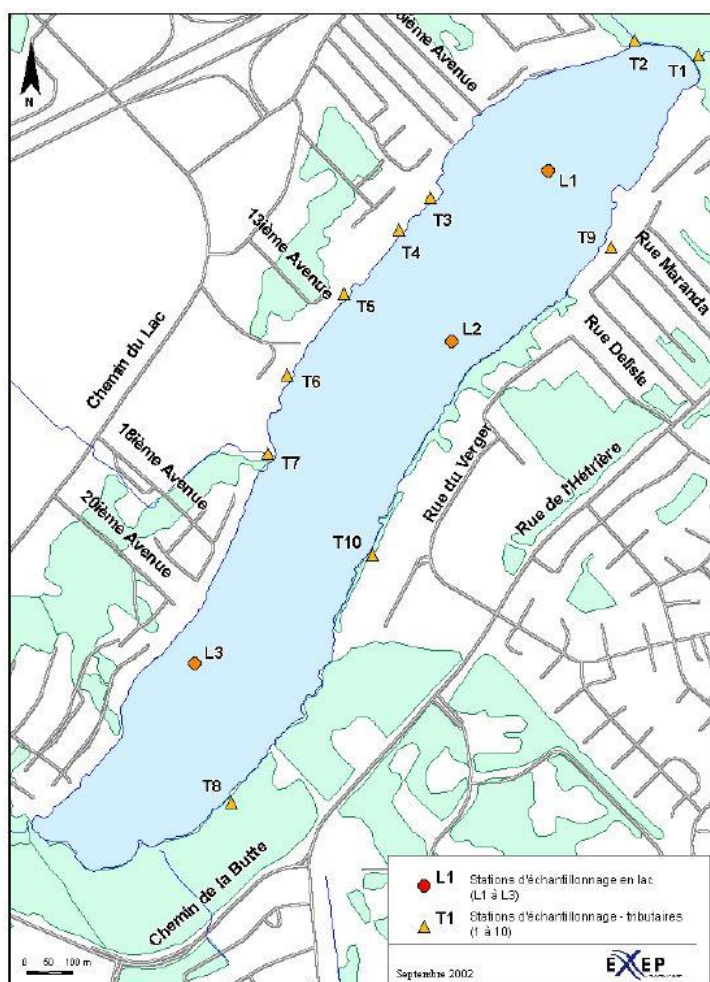 N
ième Avenue
T2
T1
L1
T3
T4
T9
Rue Maranda
13ième Avenue
T5
L2
Chemin du Lac
Rue Delisle
T6
18ième Avenue
T7
Rue du Verger
Rue de l'Hêtrière
20ième Avenue
T10
L3
T8
Chemin de la Butte
L1 Stations d'échantillonnage en lac
(L1 à L3)
T1 Stations d'échantillonnage - tributaires
(1 à 10)
0 50 100 m
Septembre 2002
EXEP